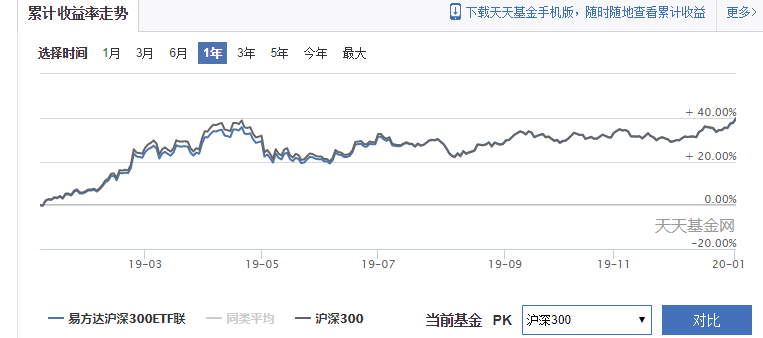 累计收益率走势
下载天天基金手机版，随时随地查看累计收益 更多>
选择时间 1月 3月 6月 1年 3年 5年 今年 最大
+ 40.00%
+ 20.00%
0.00%
天天基金网
-20.00%
19-03 19-05 19-07 19-09 19-11 20-01
易方达沪深300ETF联 同类平均 沪深300 当前基金 PK 沪深300 对比